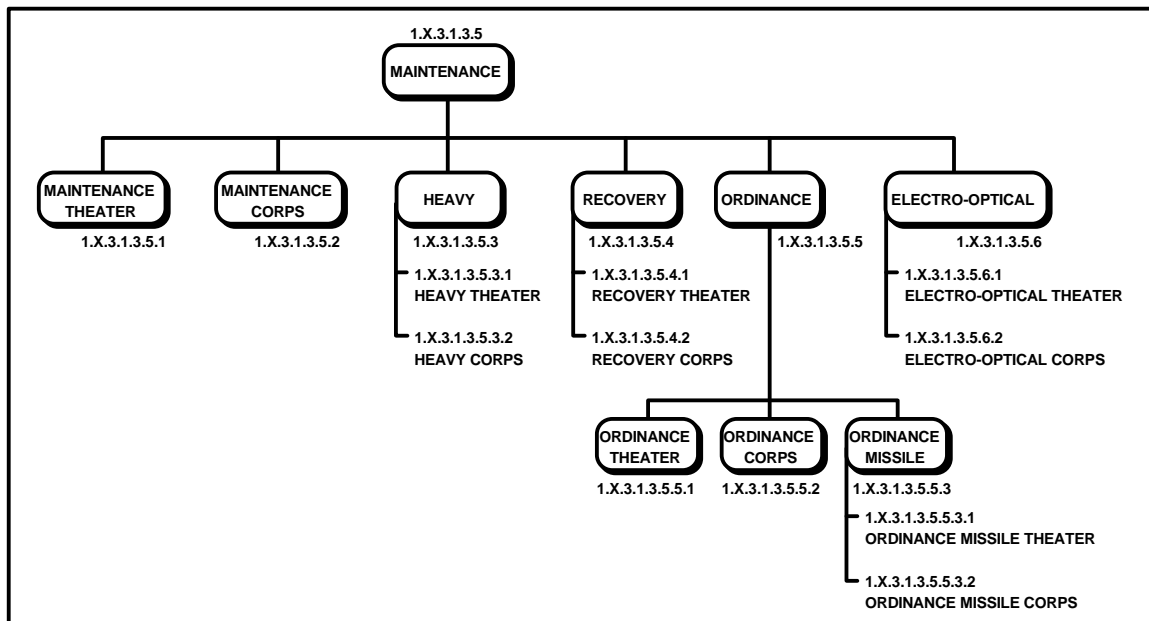 1.X.3.1.3.5
MAINTENANCE
MAINTENANCE
THEATER
1.X.3.1.3.5.1
MAINTENANCE
CORPS
1.X.3.1.3.5.2
HEAVY
1.X.3.1.3.5.3
1.X.3.1.3.5.3.1
HEAVY THEATER
1.X.3.1.3.5.3.2
HEAVY CORPS
RECOVERY
1.X.3.1.3.5.4
1.X.3.1.3.5.4.1
RECOVERY THEATER
1.X.3.1.3.5.4.2
RECOVERY CORPS
ORDINANCE
1.X.3.1.3.5.5
ORDINANCE
THEATER
1.X.3.1.3.5.5.1
ORDINANCE
CORPS
1.X.3.1.3.5.5.2
ORDINANCE
MISSILE
1.X.3.1.3.5.5.3
1.X.3.1.3.5.5.3.1
ORDINANCE MISSILE THEATER
1.X.3.1.3.5.5.3.2
ORDINANCE MISSILE CORPS
ELECTRO-OPTICAL
1.X.3.1.3.5.6
1.X.3.1.3.5.6.1
ELECTRO-OPTICAL THEATER
1.X.3.1.3.5.6.2
ELECTRO-OPTICAL CORPS